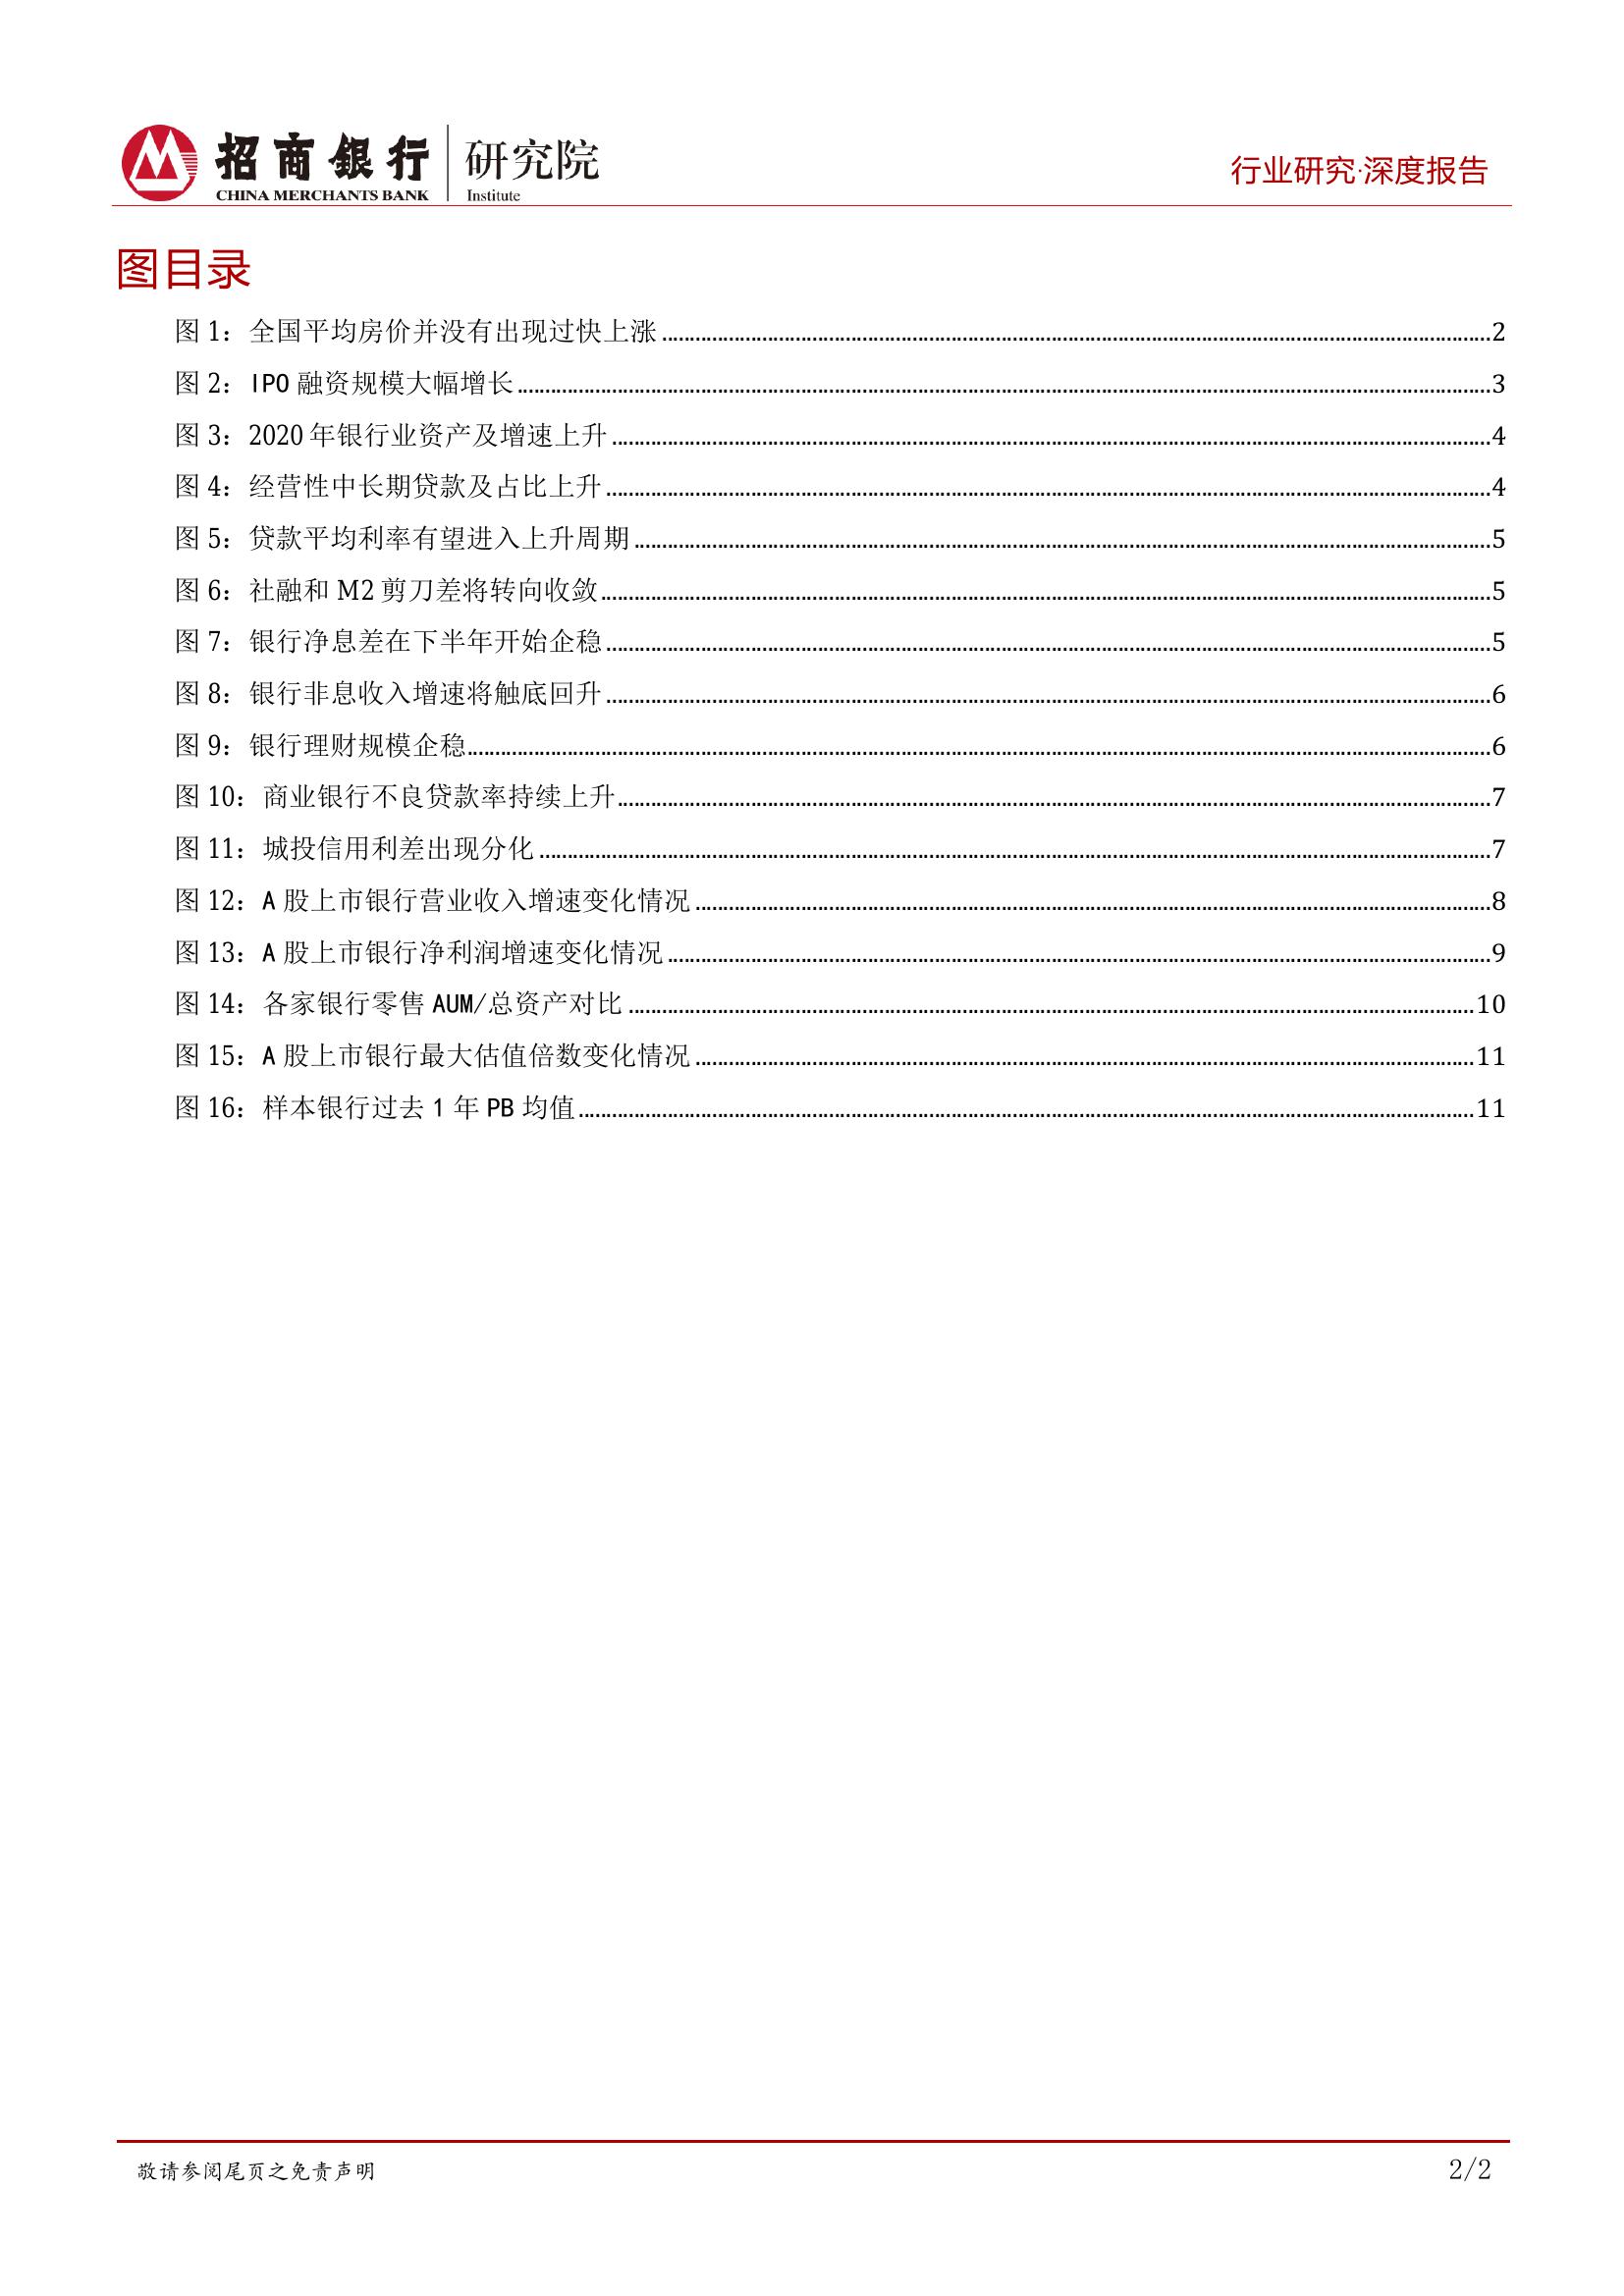 招商銀行 研究院
CHINA MERCHANTS BANK Institute
行业研究·深度报告
图目录
图 1：全国平均房价并没有出现过快上涨 2
图 2：IPO 融资规模大幅增长 3
图 3：2020 年银行业资产及增速上升 4
图 4：经营性中长期贷款及占比上升 4
图 5：贷款平均利率有望进入上升周期 5
图 6：社融和 M2 剪刀差将转向收敛 5
图 7：银行净息差在下半年开始企稳 5
图 8：银行非息收入增速将触底回升 6
图 9：银行理财规模企稳 6
图 10：商业银行不良贷款率持续上升 7
图 11：城投信用利差出现分化 7
图 12：A 股上市银行营业收入增速变化情况 8
图 13：A 股上市银行净利润增速变化情况 9
图 14：各家银行零售 AUM/总资产对比 10
图 15：A 股上市银行最大估值倍数变化情况 11
图 16：样本银行过去 1 年 PB 均值 11
敬请参阅尾页之免责声明 2/2